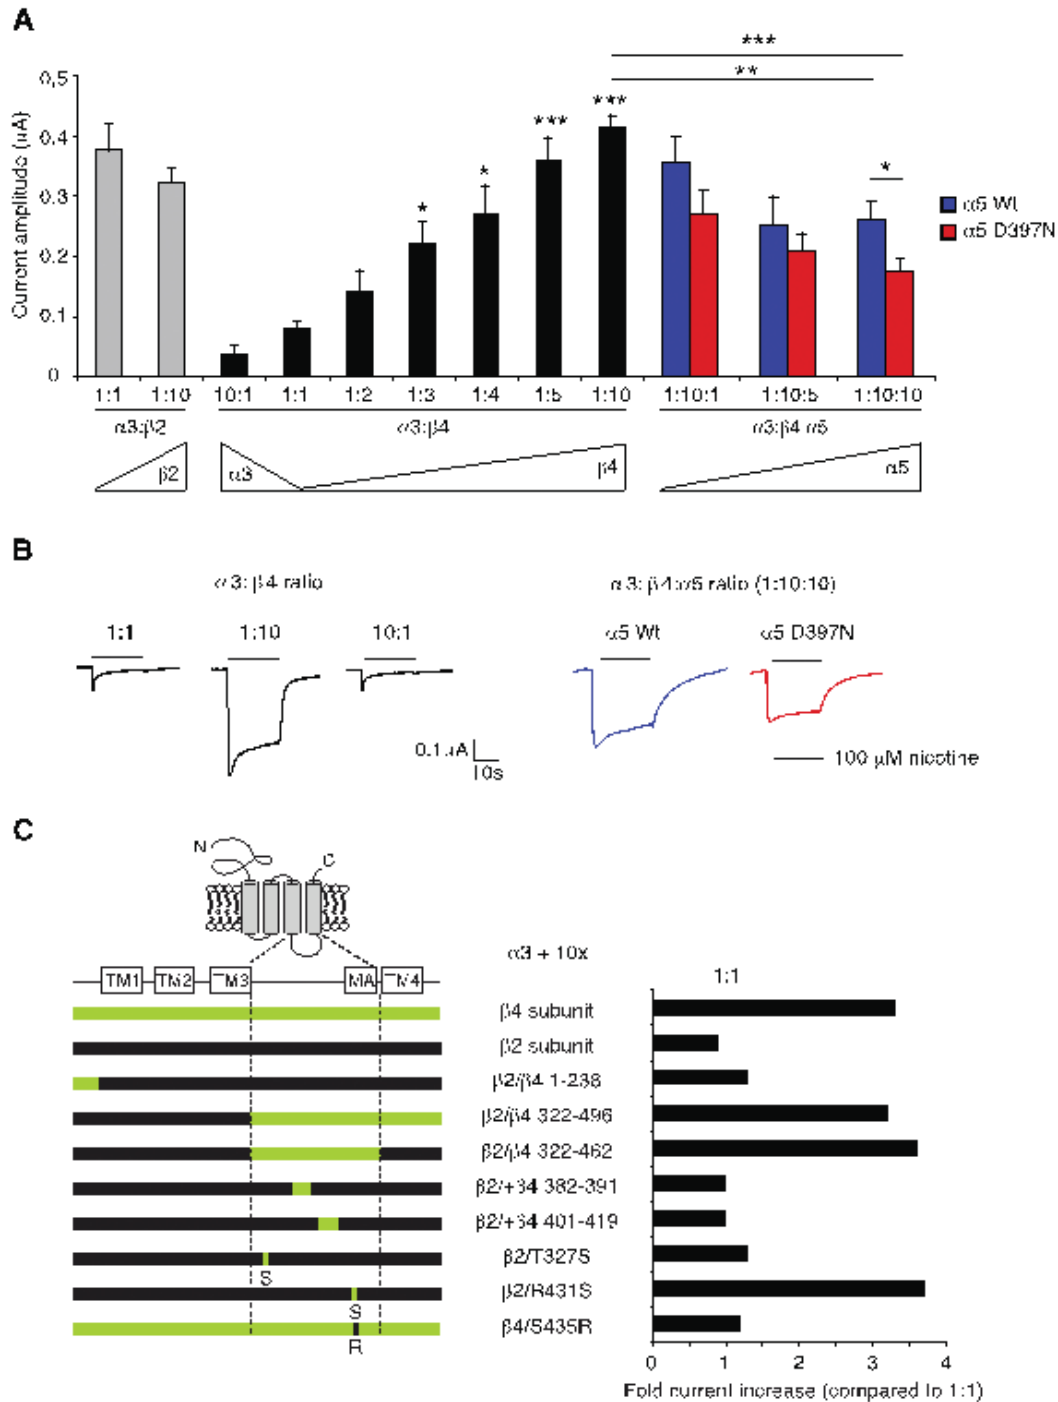 A
***
**
0,5
0.4
0.3
0.2
0.1
0
Current amplitude (µA)
*
*
***
***
*
α5 Wt
α5 D397N
1:1 1:10 10:1 1:1 1:2 1:3 1:4 1:5 1:10 1:10:1 1:10:5 1:10:10
α3:β2 α3:β4 α3:β4 α5
β2 α3 β4 α5
B
α3:β4 ratio α3:β4:α5 ratio (1:10:10)
1:1 1:10 10:1 α5 Wt α5 D397N
0.1 µA
10s
100 µM nicotine
C
N
C
α3 + 10x
TM1 TM2 TM3 MA TM4
1:1
β4 subunit
β2 subunit
β2/β4 1-238
β2/β4 322-496
β2/β4 322-462
β2/+β4 382-391
β2/+β4 401-419
β2/T327S
S
β2/R431S
S
β4/S435R
R
0 1 2 3 4
Fold current increase (compared to 1:1)